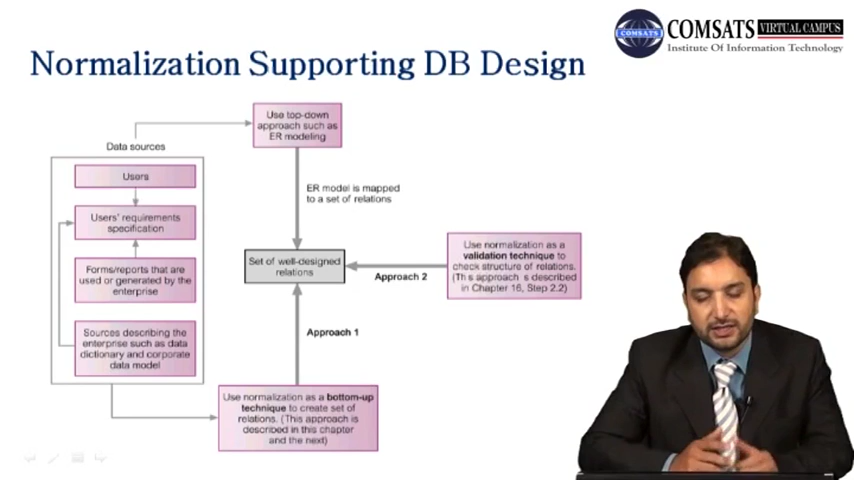 COMSATS VIRTUAL CAMPUS
Institute Of Information Technology
Normalization Supporting DB Design
Use top-down
approach such as
ER modeling
Data sources
Users
ER model is mapped
to a set of relations
Users' requirements
specification
Use normalization as a
validation technique to
check structure of relations.
(Th s approach s described
in Chapter 16, Step 2.2)
Set of well-designed
relations
Approach 2
Forms/reports that are
used or generated by the
enterprise
Approach 1
Sources describing the
enterprise such as data
dictionary and corporate
data model
Use normalization as a bottom-up
technique to create set of
relations. (This approach is
described in this chapter
and the next)